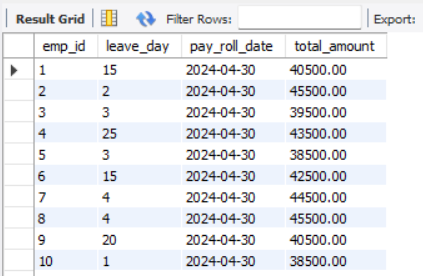 Result Grid Filter Rows: Export:
emp_id leave_day pay_roll_date total_amount
1 15 2024-04-30 40500.00
2 2 2024-04-30 45500.00
3 3 2024-04-30 39500.00
4 25 2024-04-30 43500.00
5 3 2024-04-30 38500.00
6 15 2024-04-30 42500.00
7 4 2024-04-30 44500.00
8 4 2024-04-30 45500.00
9 20 2024-04-30 40500.00
10 1 2024-04-30 38500.00